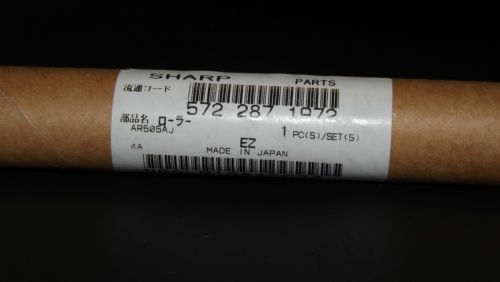 SHARP PARTS
流通コード
572 287 1972
部品名 ローラー
AR505AJ 1 PC(S)/SET(S)
EZ
4A MADE IN JAPAN